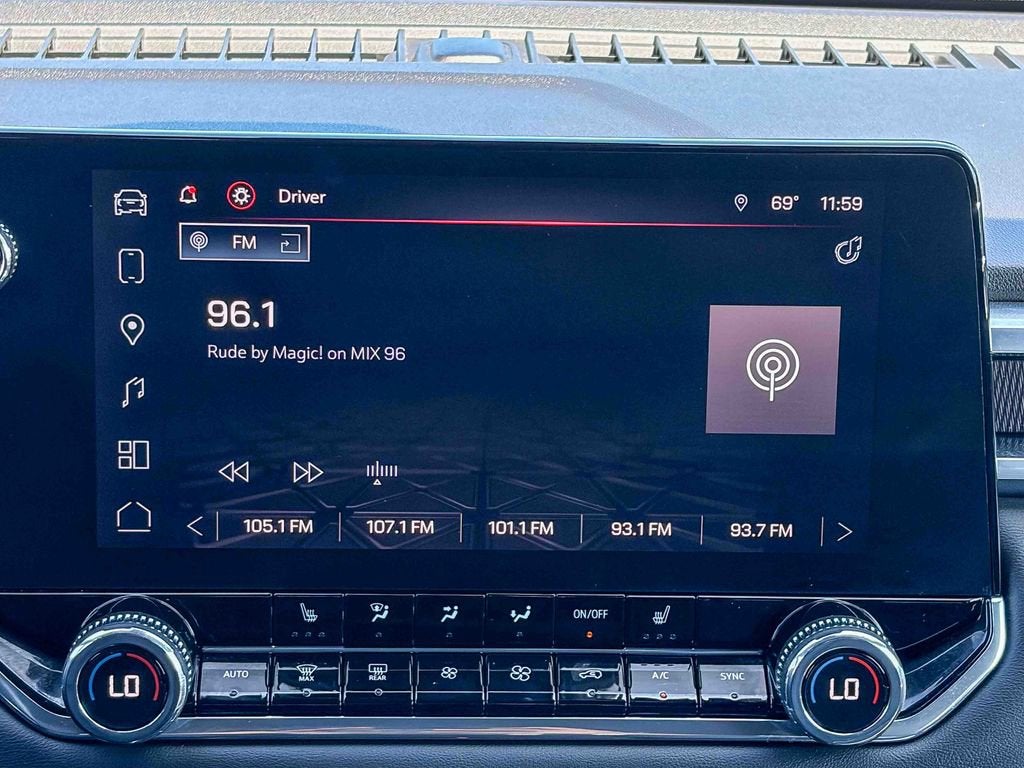 Driver 69° 11:59
FM
96.1
Rude by Magic! on MIX 96
105.1 FM 107.1 FM 101.1 FM 93.1 FM 93.7 FM
ON/OFF
AUTO MAX REAR A/C SYNC
LO LO